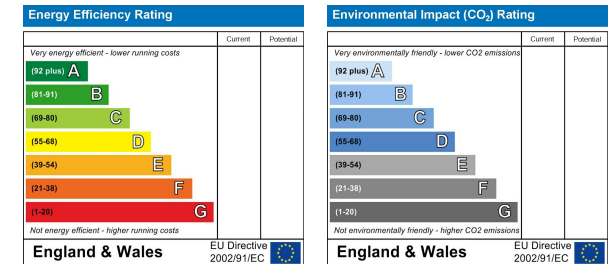 Energy Efficiency Rating
Current Potential
Very energy efficient - lower running costs
(92 plus) A
(81-91) B
(69-80) C
(55-68) D
(39-54) E
(21-38) F
(1-20) G
Not energy efficient - higher running costs
England & Wales
EU Directive
2002/91/EC
Environmental Impact (CO₂) Rating
Current Potential
Very environmentally friendly - lower CO2 emissions
(92 plus) A
(81-91) B
(69-80) C
(55-68) D
(39-54) E
(21-38) F
(1-20) G
Not environmentally friendly - higher CO2 emissions
England & Wales
EU Directive
2002/91/EC